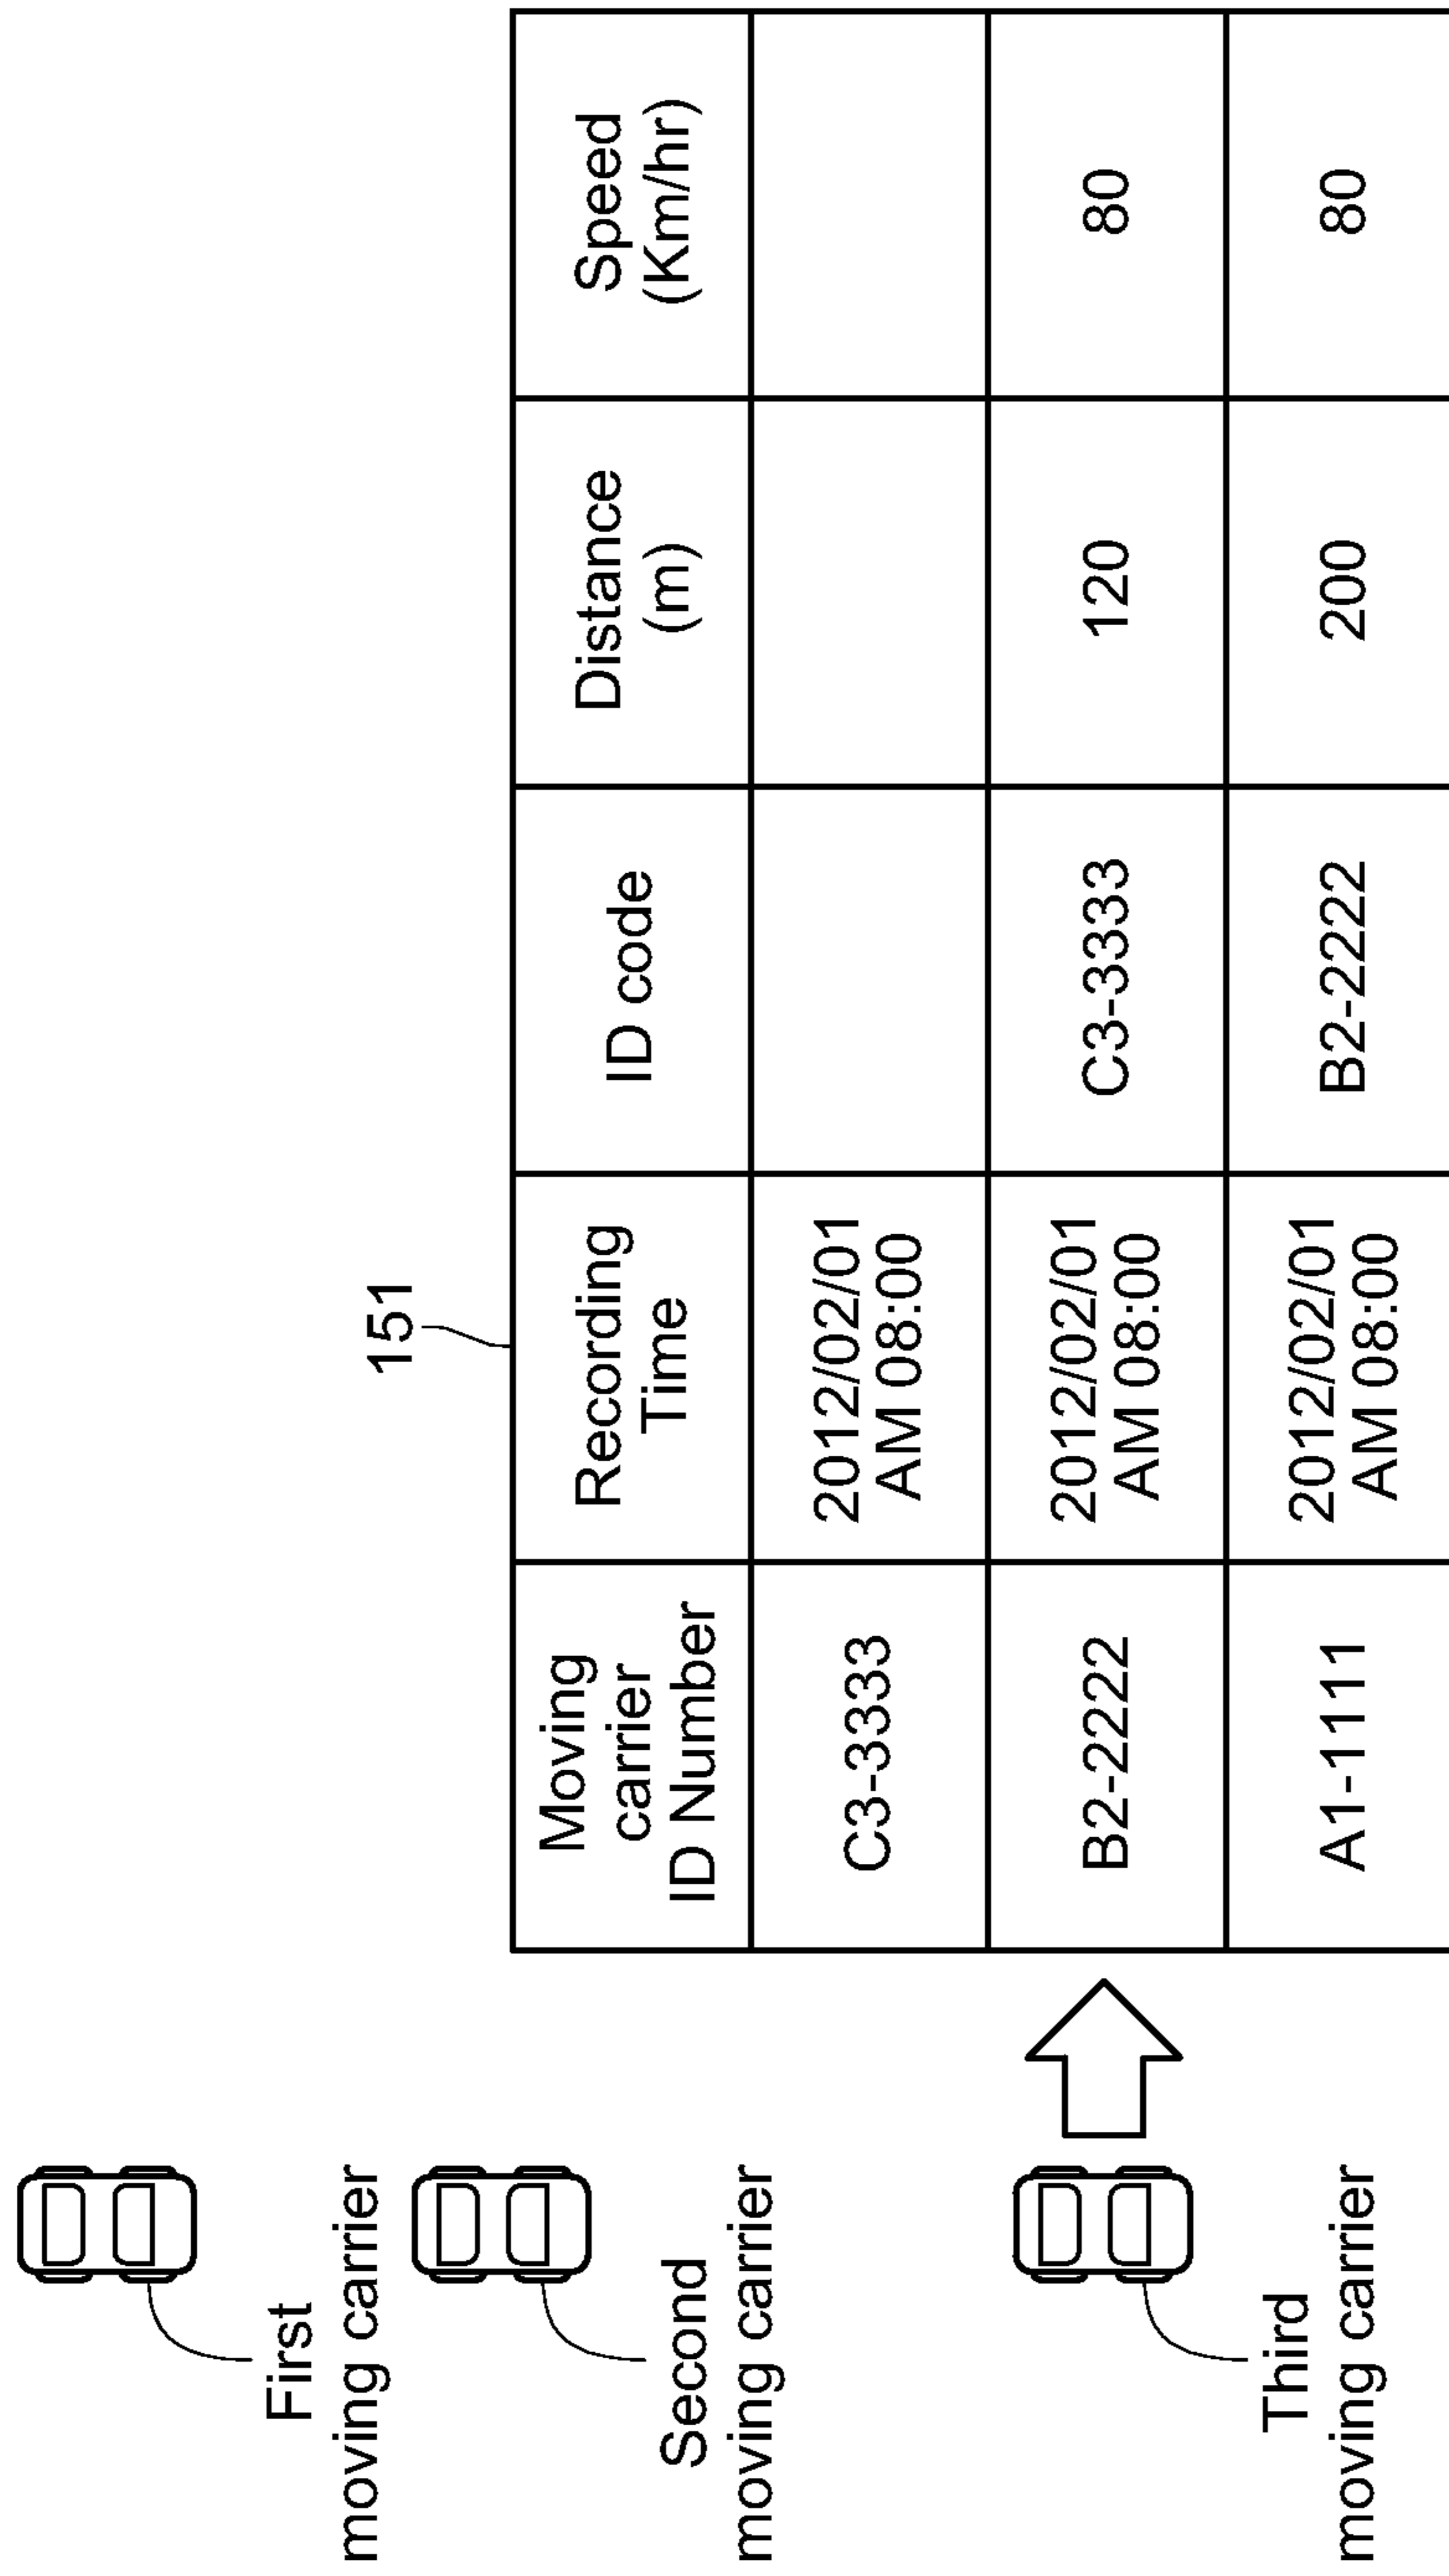 151
Moving
carrier
ID Number
Recording
Time
ID code
Distance
(m)
Speed
(Km/hr)
C3-3333
2012/02/01
AM 08:00
B2-2222
2012/02/01
AM 08:00
C3-3333
120
80
A1-1111
2012/02/01
AM 08:00
B2-2222
200
80
First
moving carrier
Second
moving carrier
Third
moving carrier